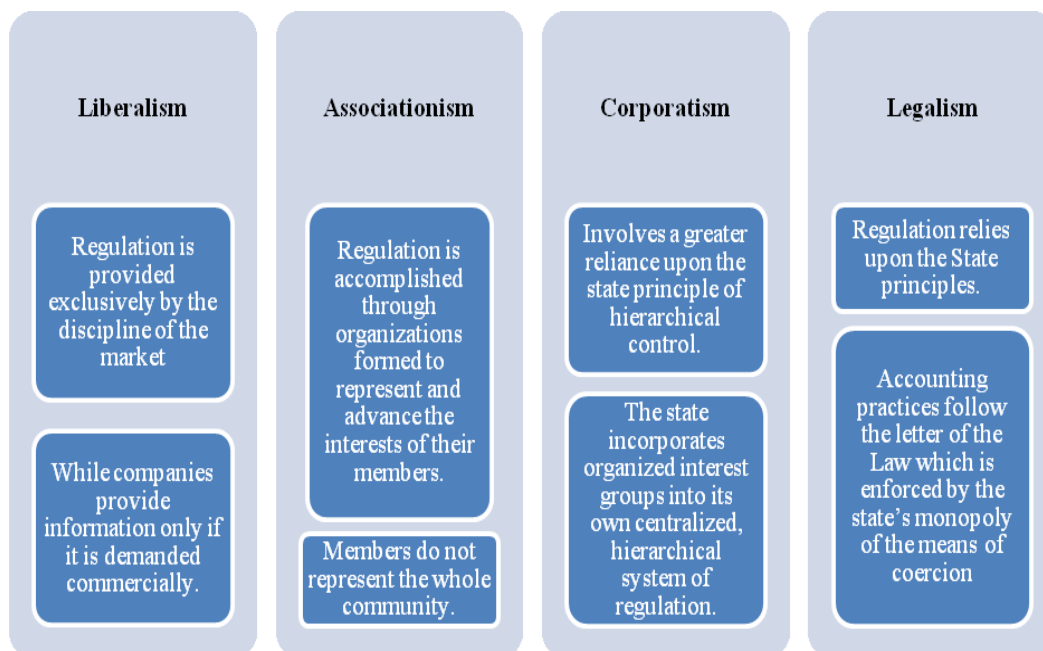 Liberalism
Regulation is
provided
exclusively by the
discipline of the
market
While companies
provide
information only if
it is demanded
commercially.
Associationism
Regulation is
accomplished
through
organizations
formed to
represent and
advance the
interests of their
members.
Members do not
represent the whole
community.
Corporatism
Involves a greater
reliance upon the
state principle of
hierarchical
control.
The state
incorporates
organized interest
groups into its
own centralized,
hierarchical
system of
regulation.
Legalism
Regulation relies
upon the State
principles.
Accounting
practices follow
the letter of the
Law which is
enforced by the
state’s monopoly
of the means of
coercion